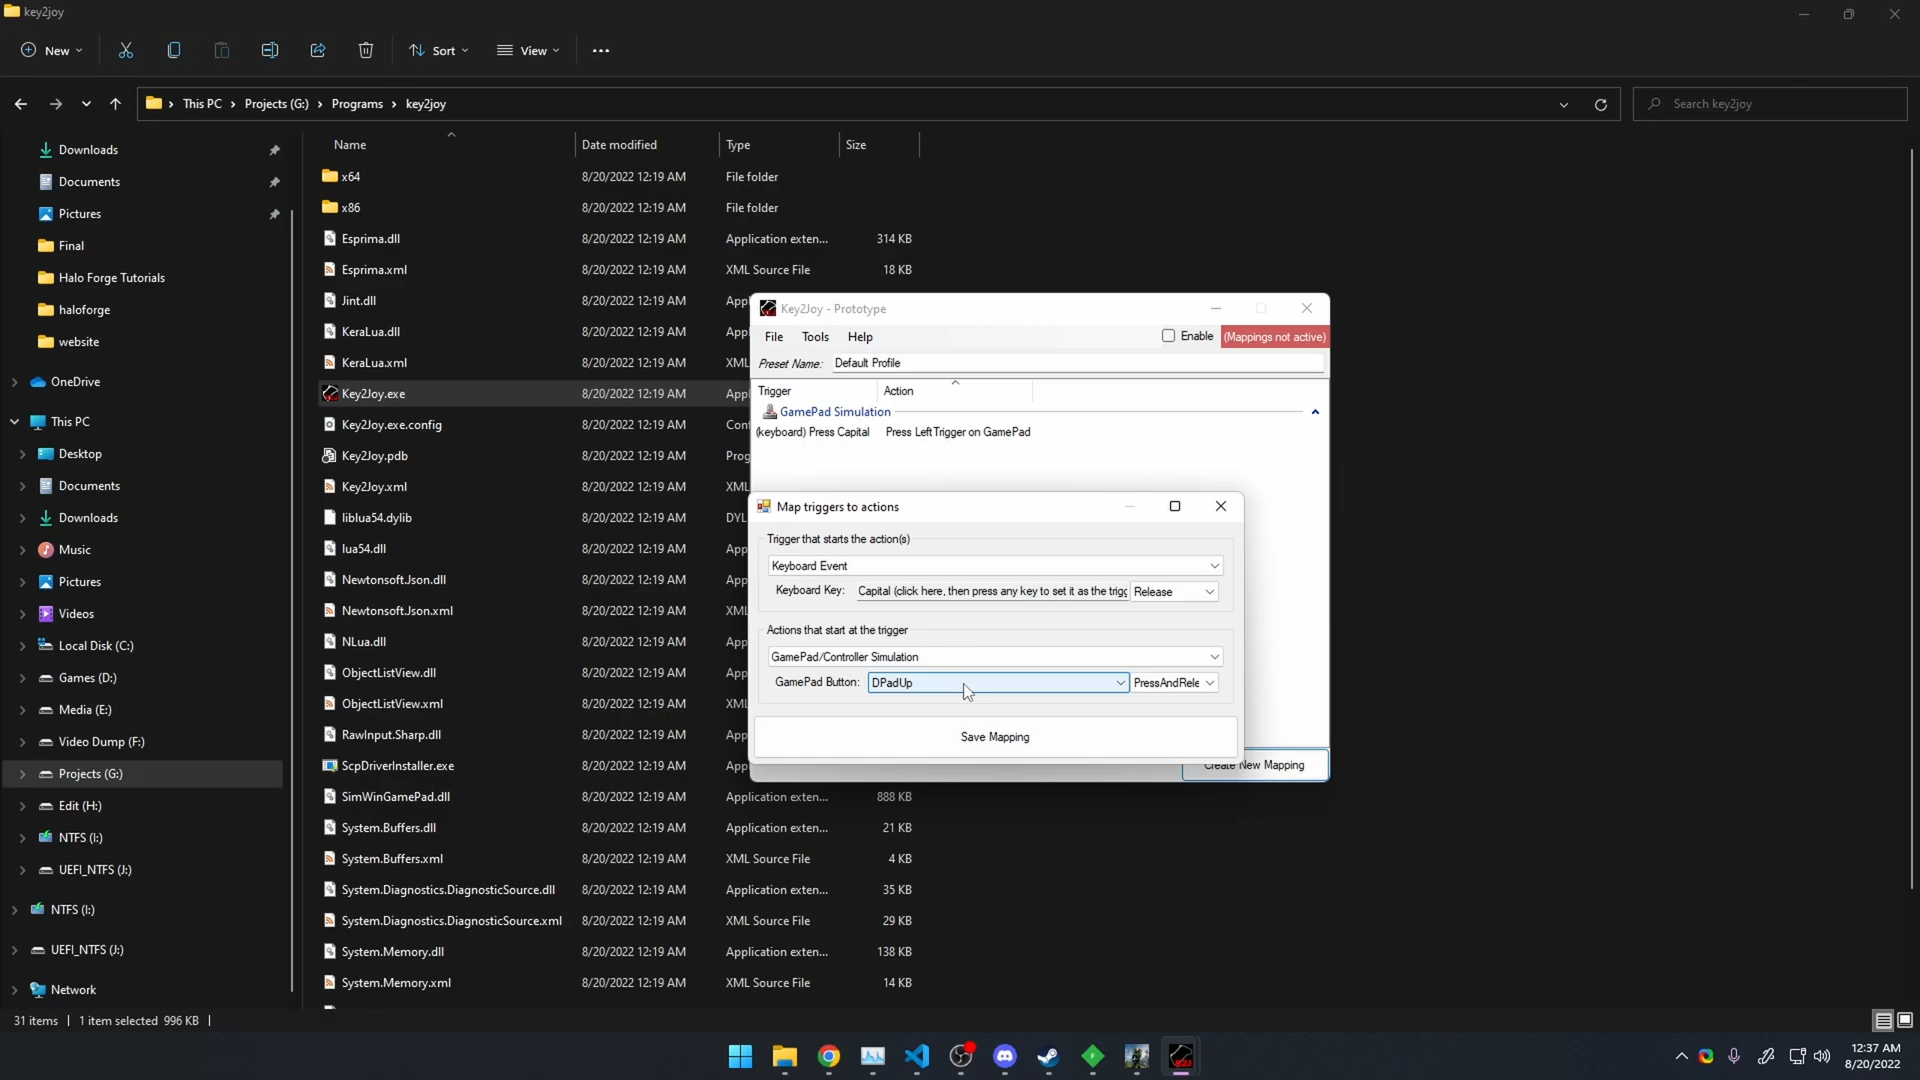 key2joy
New
Sort
View
This PC > Projects (G:) > Programs > key2joy
Search key2joy
Downloads
Documents
Pictures
Final
Halo Forge Tutorials
haloforge
website
OneDrive
This PC
Desktop
Documents
Downloads
Music
Pictures
Videos
Local Disk (C:)
Games (D:)
Media (E:)
Video Dump (F:)
Projects (G:)
Edit (H:)
NTFS (I:)
UEFI_NTFS (J:)
NTFS (I:)
UEFI_NTFS (J:)
Network
Name Date modified Type Size
x64 8/20/2022 12:19 AM File folder
x86 8/20/2022 12:19 AM File folder
Esprima.dll 8/20/2022 12:19 AM Application exten... 314 KB
Esprima.xml 8/20/2022 12:19 AM XML Source File 18 KB
Jint.dll 8/20/2022 12:19 AM App
KeraLua.dll 8/20/2022 12:19 AM App
KeraLua.xml 8/20/2022 12:19 AM XML
Key2Joy.exe 8/20/2022 12:19 AM App
Key2Joy.exe.config 8/20/2022 12:19 AM Con
Key2Joy.pdb 8/20/2022 12:19 AM Prog
Key2Joy.xml 8/20/2022 12:19 AM XML
liblua54.dylib 8/20/2022 12:19 AM DYL
lua54.dll 8/20/2022 12:19 AM App
Newtonsoft.Json.dll 8/20/2022 12:19 AM App
Newtonsoft.Json.xml 8/20/2022 12:19 AM XML
NLua.dll 8/20/2022 12:19 AM App
ObjectListView.dll 8/20/2022 12:19 AM App
ObjectListView.xml 8/20/2022 12:19 AM XML
RawInput.Sharp.dll 8/20/2022 12:19 AM App
ScpDriverInstaller.exe 8/20/2022 12:19 AM App
SimWinGamePad.dll 8/20/2022 12:19 AM Application exten... 888 KB
System.Buffers.dll 8/20/2022 12:19 AM Application exten... 21 KB
System.Buffers.xml 8/20/2022 12:19 AM XML Source File 4 KB
System.Diagnostics.DiagnosticSource.dll 8/20/2022 12:19 AM Application exten... 35 KB
System.Diagnostics.DiagnosticSource.xml 8/20/2022 12:19 AM XML Source File 29 KB
System.Memory.dll 8/20/2022 12:19 AM Application exten... 138 KB
System.Memory.xml 8/20/2022 12:19 AM XML Source File 14 KB
Key2Joy - Prototype
File Tools Help Enable (Mappings not active)
Preset Name: Default Profile
Trigger Action
GamePad Simulation
(keyboard) Press Capital Press LeftTrigger on GamePad
Create New Mapping
Map triggers to actions
Trigger that starts the action(s)
Keyboard Event
Keyboard Key: Capital (click here, then press any key to set it as the trigg Release
Actions that start at the trigger
GamePad/Controller Simulation
GamePad Button: DPadUp PressAndRele
Save Mapping
31 items 1 item selected 996 KB
12:37 AM
8/20/2022